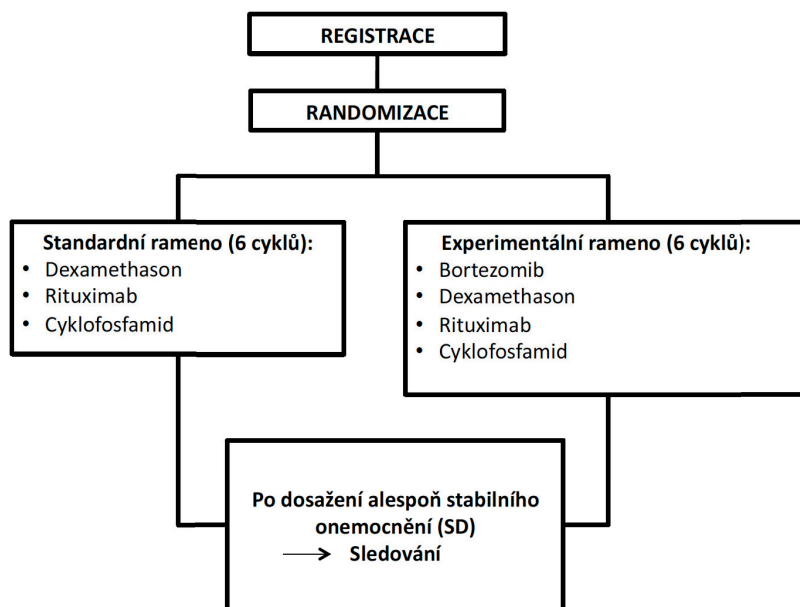 REGISTRACE
RANDOMIZACE
Standardní rameno (6 cyklů):
• Dexamethason
• Rituximab
• Cyklofosfamid
Experimentální rameno (6 cyklů):
• Bortezomib
• Dexamethason
• Rituximab
• Cyklofosfamid
Po dosažení alespoň stabilního
onemocnění (SD)
→ Sledování